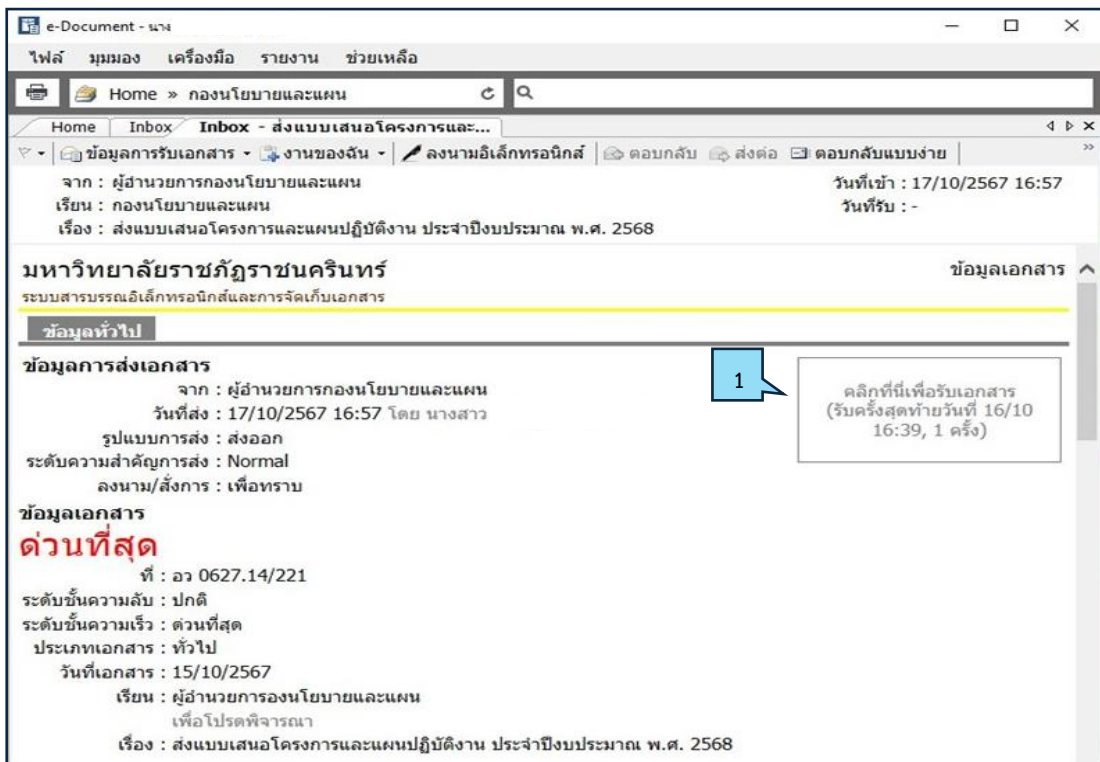 e-Document - นาง
ไฟล์ มุมมอง เครื่องมือ รายงาน ช่วยเหลือ
Home » กองนโยบายและแผน
Home Inbox Inbox - ส่งแบบเสนอโครงการและ...
ข้อมูลการรับเอกสาร งานของฉัน ลงนามอิเล็กทรอนิกส์ ตอบกลับ ส่งต่อ ตอบกลับแบบง่าย
จาก : ผู้อำนวยการกองนโยบายและแผน วันที่เข้า : 17/10/2567 16:57
เรียน : กองนโยบายและแผน วันที่รับ : -
เรื่อง : ส่งแบบเสนอโครงการและแผนปฏิบัติงาน ประจำปีงบประมาณ พ.ศ. 2568
มหาวิทยาลัยราชภัฏราชนครินทร์ ข้อมูลเอกสาร
ระบบสารบรรณอิเล็กทรอนิกส์และการจัดเก็บเอกสาร
ข้อมูลทั่วไป
ข้อมูลการส่งเอกสาร
จาก : ผู้อำนวยการกองนโยบายและแผน
วันที่ส่ง : 17/10/2567 16:57 โดย นางสาว
รูปแบบการส่ง : ส่งออก
ระดับความสำคัญการส่ง : Normal
ลงนาม/สั่งการ : เพื่อทราบ
1
คลิกที่นี่เพื่อรับเอกสาร
(รับครั้งสุดท้ายวันที่ 16/10
16:39, 1 ครั้ง)
ข้อมูลเอกสาร
ด่วนที่สุด
ที่ : อว 0627.14/221
ระดับชั้นความลับ : ปกติ
ระดับชั้นความเร็ว : ด่วนที่สุด
ประเภทเอกสาร : ทั่วไป
วันที่เอกสาร : 15/10/2567
เรียน : ผู้อำนวยการองนโยบายและแผน
เพื่อโปรดพิจารณา
เรื่อง : ส่งแบบเสนอโครงการและแผนปฏิบัติงาน ประจำปีงบประมาณ พ.ศ. 2568